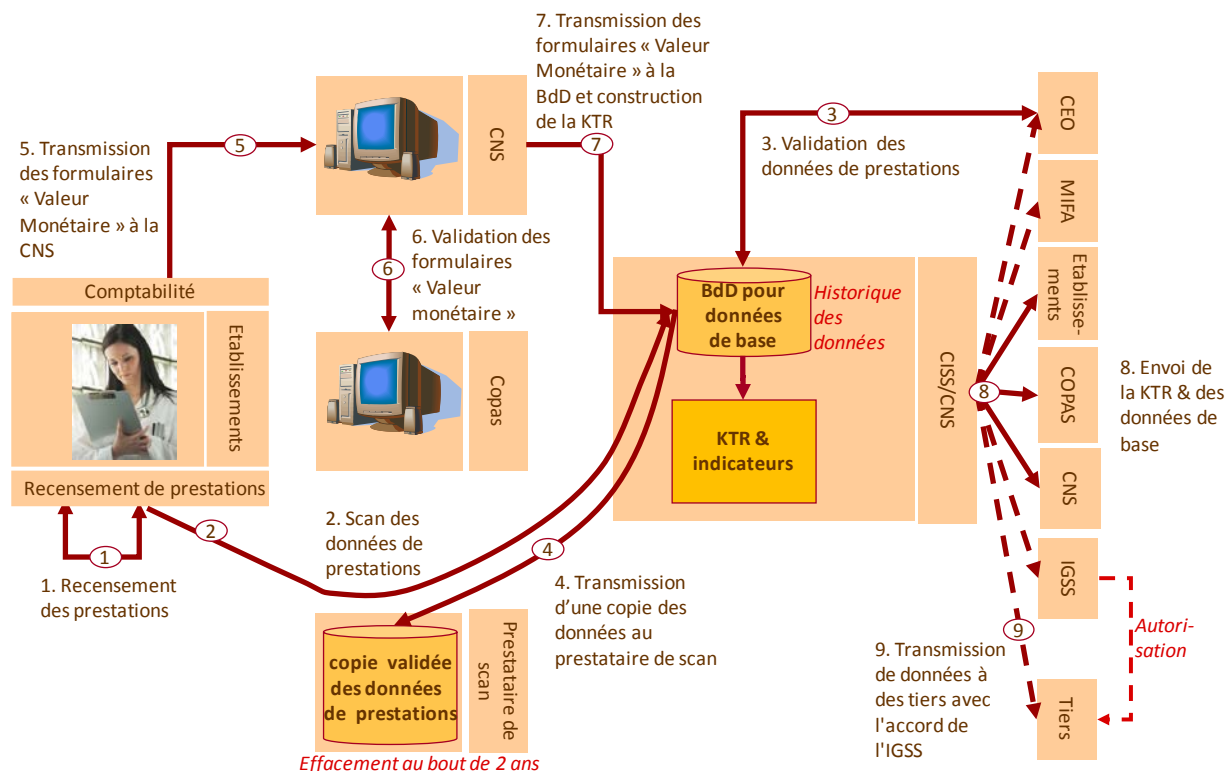 7. Transmission des
formulaires « Valeur
Monétaire » à la
BdD et construction
de la KTR
5. Transmission
des formulaires
« Valeur
Monétaire » à la
CNS
5
CNS
7
3
3. Validation des
données de prestations
CEO
MIFA
Etablisse-
ments
COPAS
CNS
IGSS
Tiers
6. Validation des
formulaires
« Valeur
monétaire »
6
Copas
Comptabilité
Etablissements
Recensement de prestations
1
1. Recensement
des prestations
2
2. Scan des
données de
prestations
BdD pour
données
de base
Historique
des
données
KTR &
indicateurs
CISS/CNS
8
8. Envoi de
la KTR & des
données de
base
4
4. Transmission
d’une copie des
données au
prestataire de scan
copie validée
des données
de prestations
Prestataire de
scan
Effacement au bout de 2 ans
9
9. Transmission
de données à
des tiers avec
l'accord de
l'IGSS
Autori-
sation